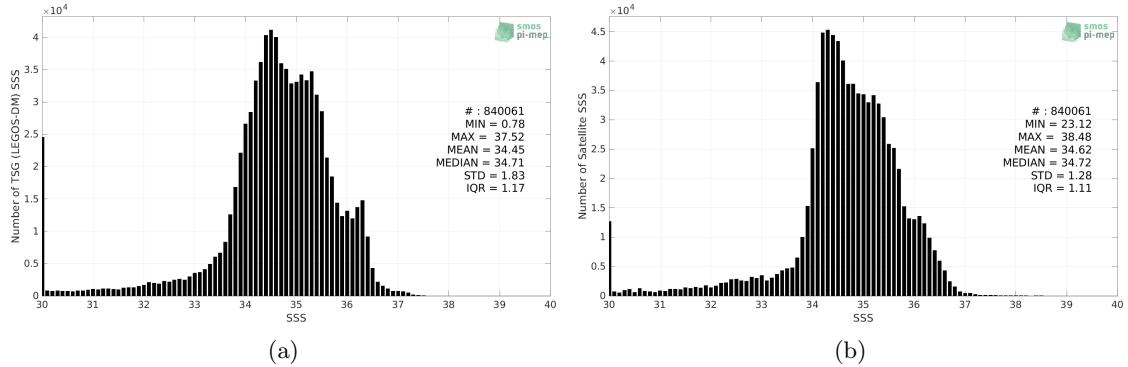 ×10⁴
smos
pi-mep
4
3.5
3
2.5
2
1.5
1
0.5
0
Number of TSG (LEGOS-DM) SSS
# : 840061
MIN = 0.78
MAX = 37.52
MEAN = 34.45
MEDIAN = 34.71
STD = 1.83
IQR = 1.17
30 31 32 33 34 35 36 37 38 39 40
SSS
(a)
×10⁴
smos
pi-mep
4.5
4
3.5
3
2.5
2
1.5
1
0.5
0
Number of Satellite SSS
# : 840061
MIN = 23.12
MAX = 38.48
MEAN = 34.62
MEDIAN = 34.72
STD = 1.28
IQR = 1.11
30 31 32 33 34 35 36 37 38 39 40
SSS
(b)